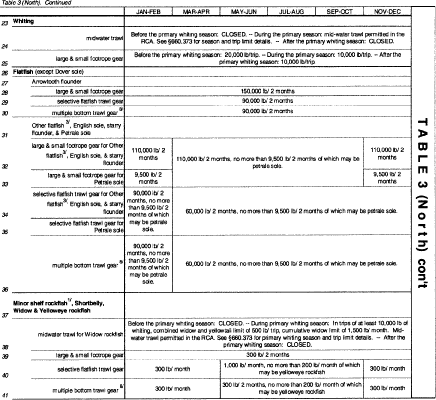 Table 3 (North). Continued
JAN-FEB MAR-APR MAY-JUN JUL-AUG SEP-OCT NOV-DEC
23 Whiting
24 midwater trawl
Before the primary whiting season: CLOSED. -- During the primary season: mid-water trawl permitted in the
RCA. See §660.373 for season and trip limit details. -- After the primary whiting season: CLOSED.
25 large & small footrope gear
Before the primary whiting season: 20,000 lb/trip. -- During the primary season: 10,000 lb/trip. -- After the
primary whiting season: 10,000 lb/trip.
26 Flatfish (except Dover sole)
27 Arrowtooth flounder
28 large & small footrope gear 150,000 lb/ 2 months
29 selective flatfish trawl gear 90,000 lb/ 2 months
30 multiple bottom trawl gear 8/ 90,000 lb/ 2 months
31 Other flatfish 3/, English sole, starry
flounder, & Petrale sole
32 large & small footrope gear for Other
flatfish 3/, English sole, & starry
flounder
110,000 lb/ 2
months
110,000 lb/ 2 months, no more than 9,500 lb/ 2 months of which may be
petrale sole.
110,000 lb/ 2
months
33 large & small footrope gear for
Petrale sole
9,500 lb/ 2
months
9,500 lb/ 2
months
34 selective flatfish trawl gear for Other
flatfish 3/, English sole, & starry
flounder
35 selective flatfish trawl gear for
Petrale sole
90,000 lb/ 2
months, no more
than 9,500 lb/ 2
months of which
may be petrale
sole.
60,000 lb/ 2 months, no more than 9,500 lb/ 2 months of which may be petrale sole.
36 multiple bottom trawl gear 8/
90,000 lb/ 2
months, no more
than 9,500 lb/ 2
months of which
may be petrale
sole.
60,000 lb/ 2 months, no more than 9,500 lb/ 2 months of which may be petrale sole.
37 Minor shelf rockfish 1/, Shortbelly,
Widow & Yelloweye rockfish
38 midwater trawl for Widow rockfish
Before the primary whiting season: CLOSED. -- During primary whiting season: In trips of at least 10,000 lb of
whiting, combined widow and yellowtail limit of 500 lb/ trip, cumulative widow limit of 1,500 lb/ month. Mid-
water trawl permitted in the RCA. See §660.373 for primary whiting season and trip limit details. -- After the
primary whiting season: CLOSED.
39 large & small footrope gear 300 lb/ 2 months
40 selective flatfish trawl gear 300 lb/ month
1,000 lb/ month, no more than 200 lb/ month of which
may be yelloweye rockfish
300 lb/ month
41 multiple bottom trawl gear 8/ 300 lb/ month
300 lb/ 2 months, no more than 200 lb/ month of which
may be yelloweye rockfish
300 lb/ month
TABLE 3 (North) con't